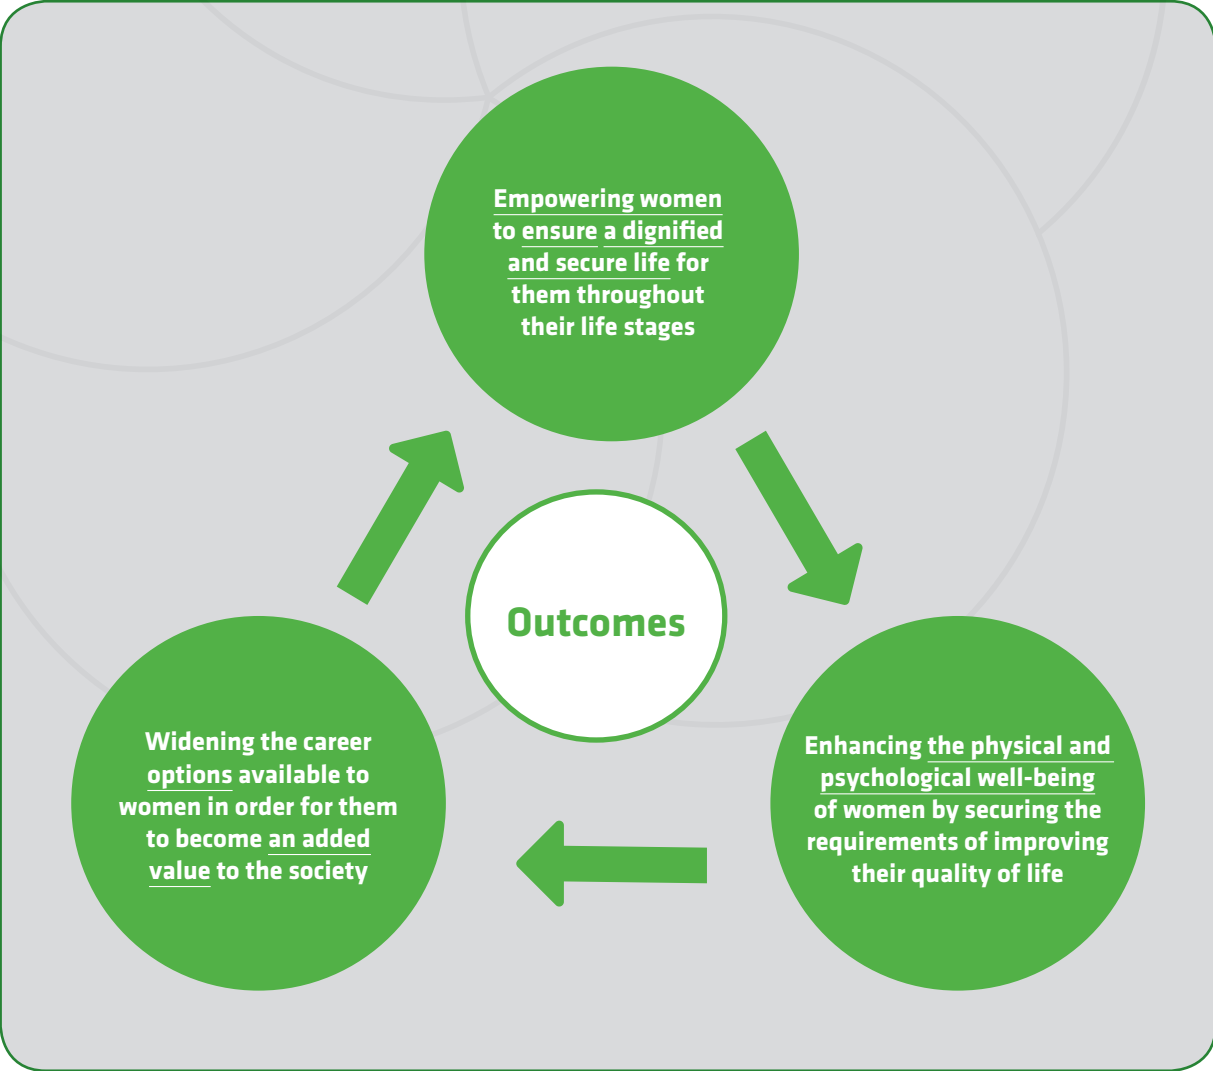 Empowering women
to ensure a dignified
and secure life for
them throughout
their life stages
Outcomes
Widening the career
options available to
women in order for them
to become an added
value to the society
Enhancing the physical and
psychological well-being
of women by securing the
requirements of improving
their quality of life